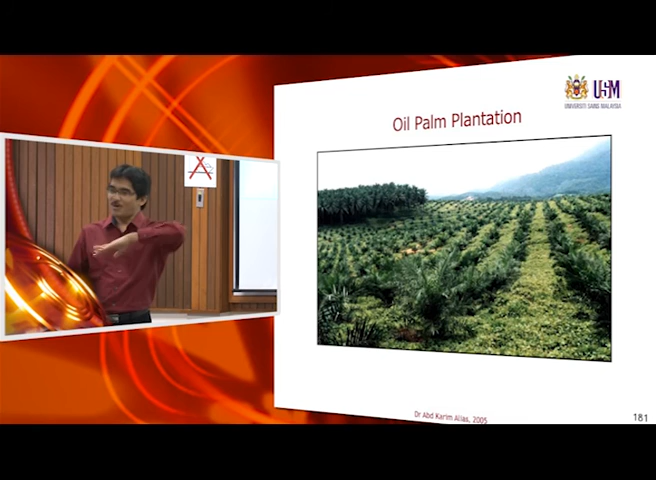 USM
UNIVERSITI SAINS MALAYSIA
Oil Palm Plantation
Dr Abd Karim Alias, 2005
181